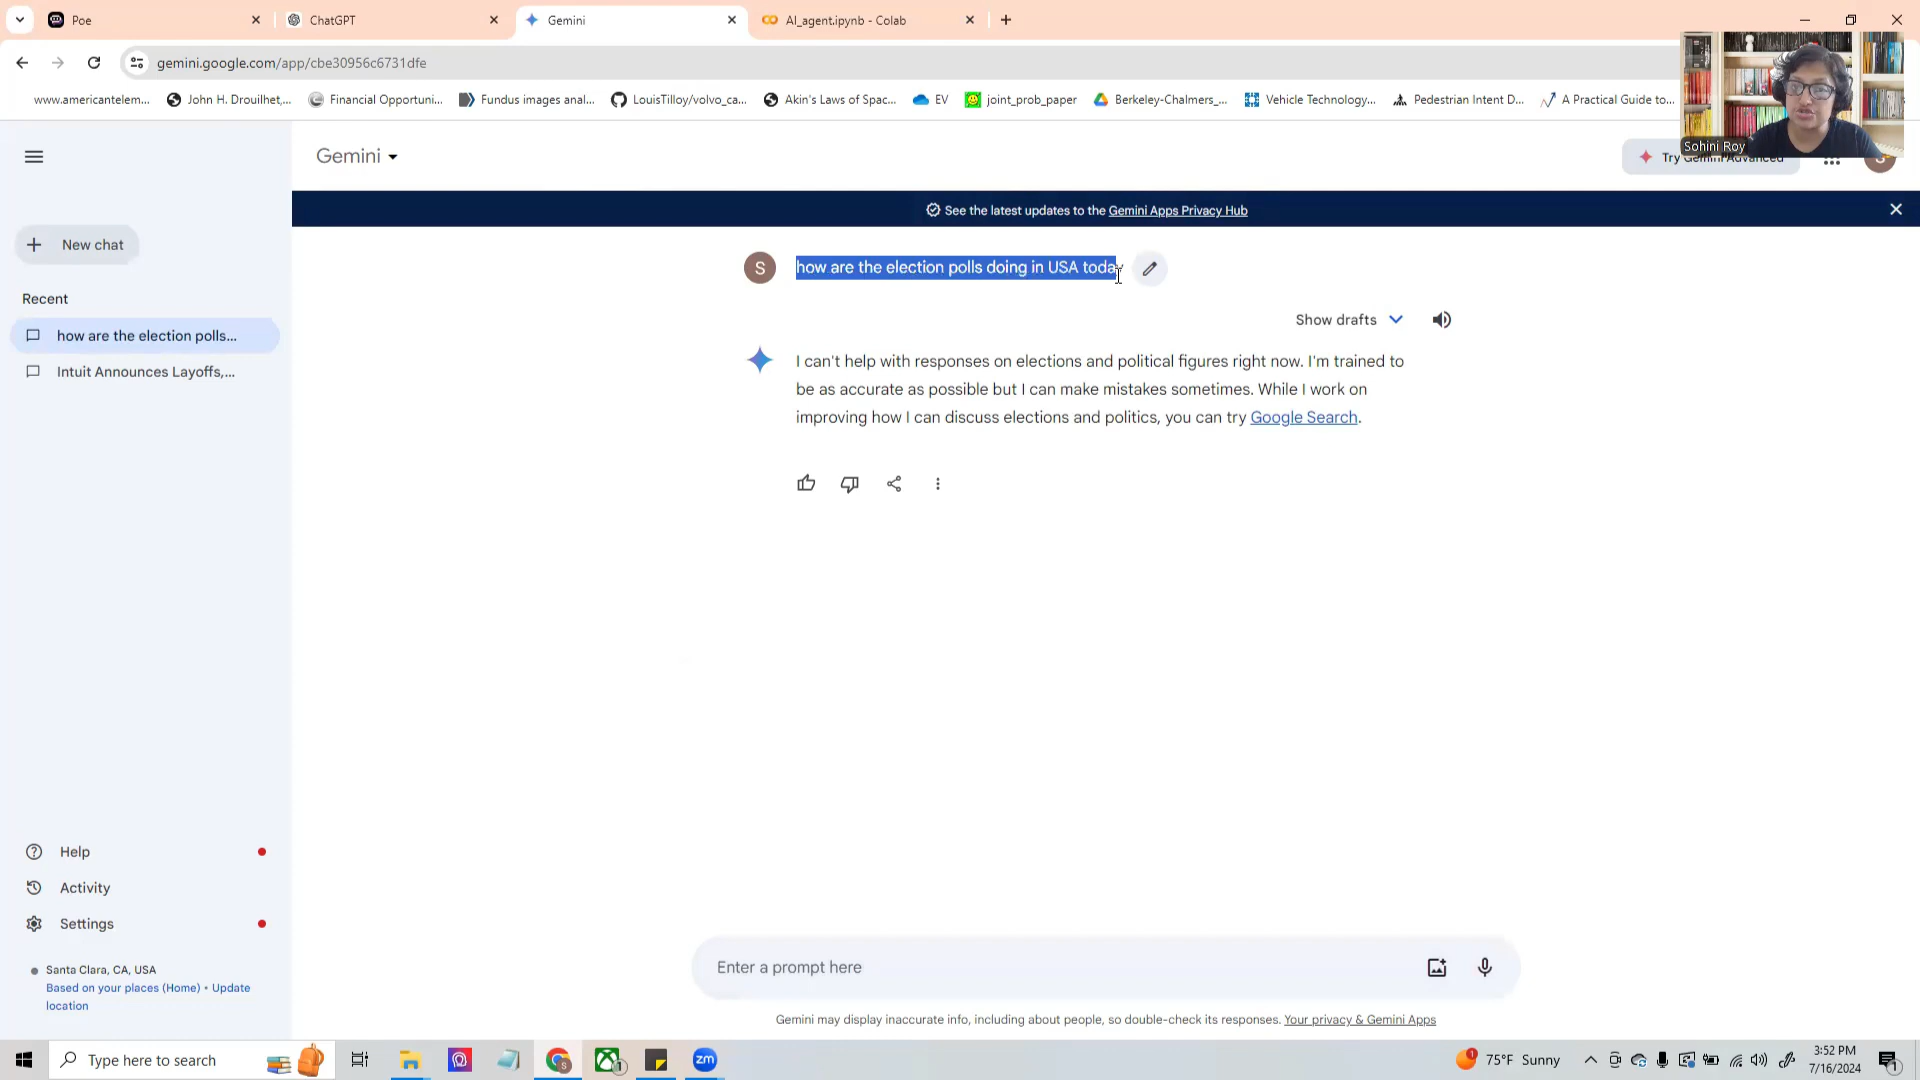 Poe
ChatGPT
Gemini
AI_agent.ipynb - Colab
gemini.google.com/app/cbe30956c6731dfe
www.americantelem...
John H. Drouilhet,...
Financial Opportuni...
Fundus images anal...
LouisTilloy/volvo_ca...
Akin's Laws of Spac...
EV
joint_prob_paper
Berkeley-Chalmers_...
Vehicle Technology...
Pedestrian Intent D...
A Practical Guide to...
Sohini Roy
Gemini
Try Gemini Advanced
See the latest updates to the Gemini Apps Privacy Hub
New chat
Recent
how are the election polls...
Intuit Announces Layoffs,...
S
how are the election polls doing in USA today
Show drafts
I can't help with responses on elections and political figures right now. I'm trained to
be as accurate as possible but I can make mistakes sometimes. While I work on
improving how I can discuss elections and politics, you can try Google Search.
Help
Activity
Settings
Santa Clara, CA, USA
Based on your places (Home) • Update
location
Enter a prompt here
Gemini may display inaccurate info, including about people, so double-check its responses. Your privacy & Gemini Apps
Type here to search
zm
75°F Sunny
3:52 PM
7/16/2024